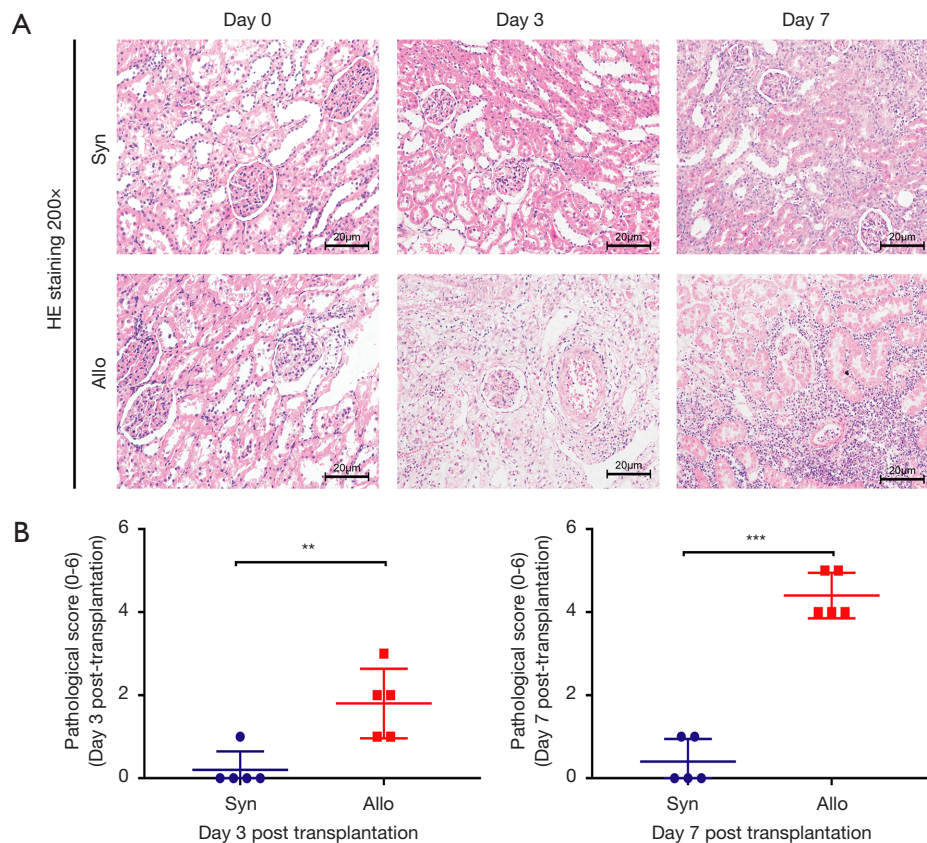 A
Day 0
Day 3
Day 7
HE staining 200×
Syn
20μm
20μm
20μm
Allo
20μm
20μm
20μm
B
Pathological score (0-6)
(Day 3 post-transplantation)
6
4
2
0
**
Syn
Allo
Day 3 post transplantation
Pathological score (0-6)
(Day 7 post-transplantation)
6
4
2
0
***
Syn
Allo
Day 7 post transplantation